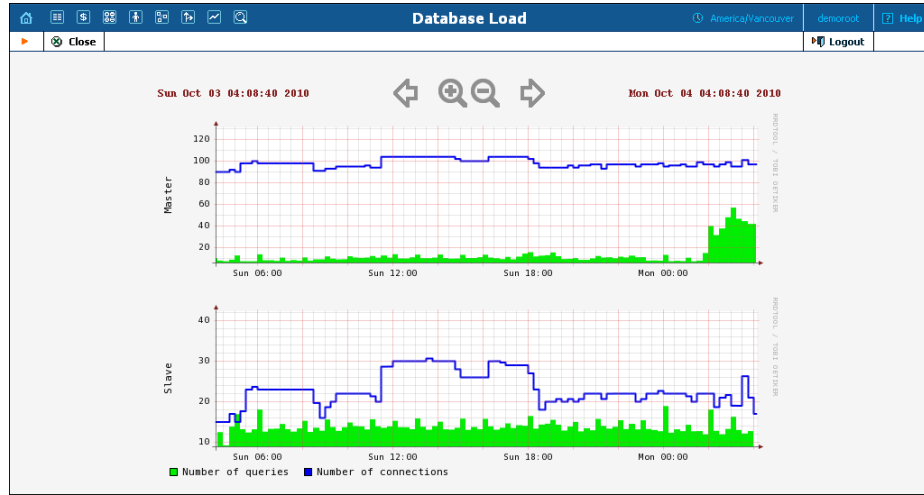 Database Load
America/Vancouver
demoroot
Help
Close
Logout
Sun Oct 03 04:08:40 2010
Mon Oct 04 04:08:40 2010
RRDTOOL / TOBI OETIKER
Master
120
100
80
60
40
20
Sun 06:00 Sun 12:00 Sun 18:00 Mon 00:00
RRDTOOL / TOBI OETIKER
Slave
40
30
20
10
Sun 06:00 Sun 12:00 Sun 18:00 Mon 00:00
Number of queries Number of connections